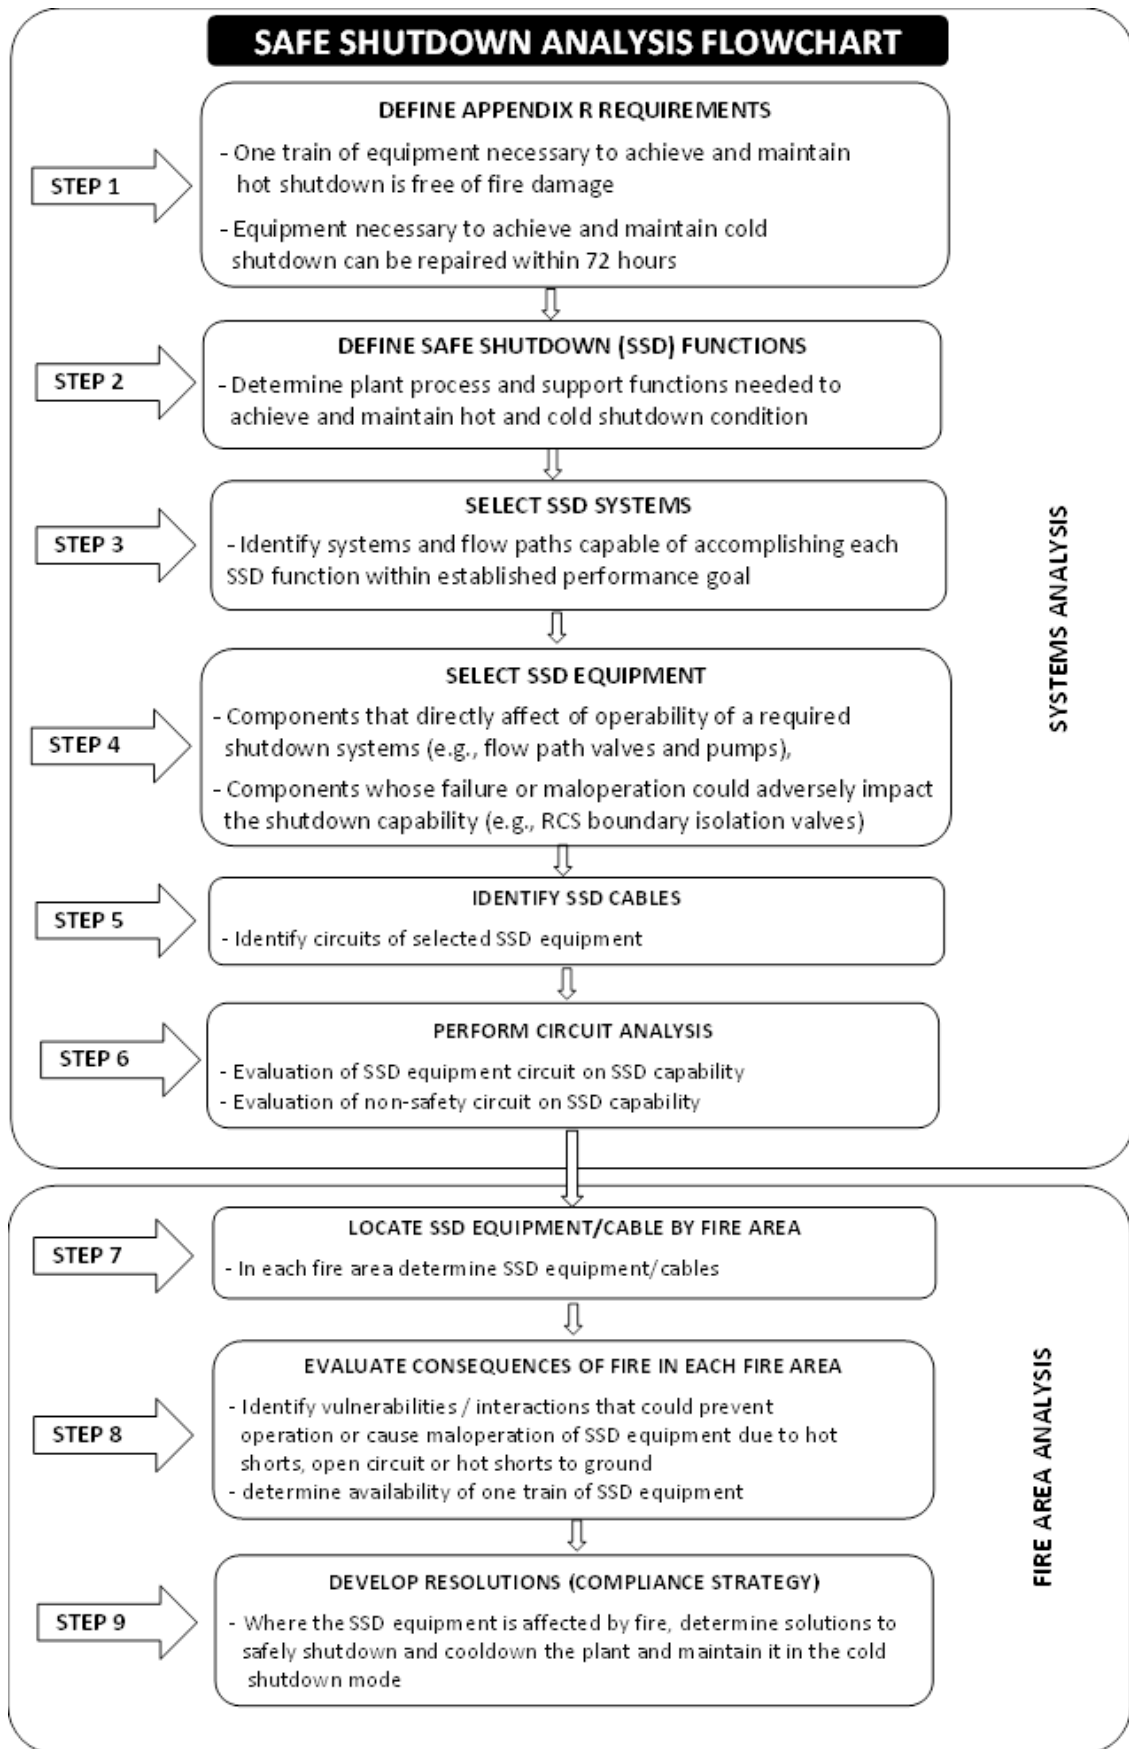 SAFE SHUTDOWN ANALYSIS FLOWCHART
STEP 1
DEFINE APPENDIX R REQUIREMENTS
- One train of equipment necessary to achieve and maintain
hot shutdown is free of fire damage
- Equipment necessary to achieve and maintain cold
shutdown can be repaired within 72 hours
STEP 2
DEFINE SAFE SHUTDOWN (SSD) FUNCTIONS
- Determine plant process and support functions needed to
achieve and maintain hot and cold shutdown condition
STEP 3
SELECT SSD SYSTEMS
- Identify systems and flow paths capable of accomplishing each
SSD function within established performance goal
STEP 4
SELECT SSD EQUIPMENT
- Components that directly affect of operability of a required
shutdown systems (e.g., flow path valves and pumps),
- Components whose failure or maloperation could adversely impact
the shutdown capability (e.g., RCS boundary isolation valves)
STEP 5
IDENTIFY SSD CABLES
- Identify circuits of selected SSD equipment
STEP 6
PERFORM CIRCUIT ANALYSIS
- Evaluation of SSD equipment circuit on SSD capability
- Evaluation of non-safety circuit on SSD capability
SYSTEMS ANALYSIS
STEP 7
LOCATE SSD EQUIPMENT/CABLE BY FIRE AREA
- In each fire area determine SSD equipment/cables
STEP 8
EVALUATE CONSEQUENCES OF FIRE IN EACH FIRE AREA
- Identify vulnerabilities / interactions that could prevent
operation or cause maloperation of SSD equipment due to hot
shorts, open circuit or hot shorts to ground
- determine availability of one train of SSD equipment
STEP 9
DEVELOP RESOLUTIONS (COMPLIANCE STRATEGY)
- Where the SSD equipment is affected by fire, determine solutions to
safely shutdown and cooldown the plant and maintain it in the cold
shutdown mode
FIRE AREA ANALYSIS